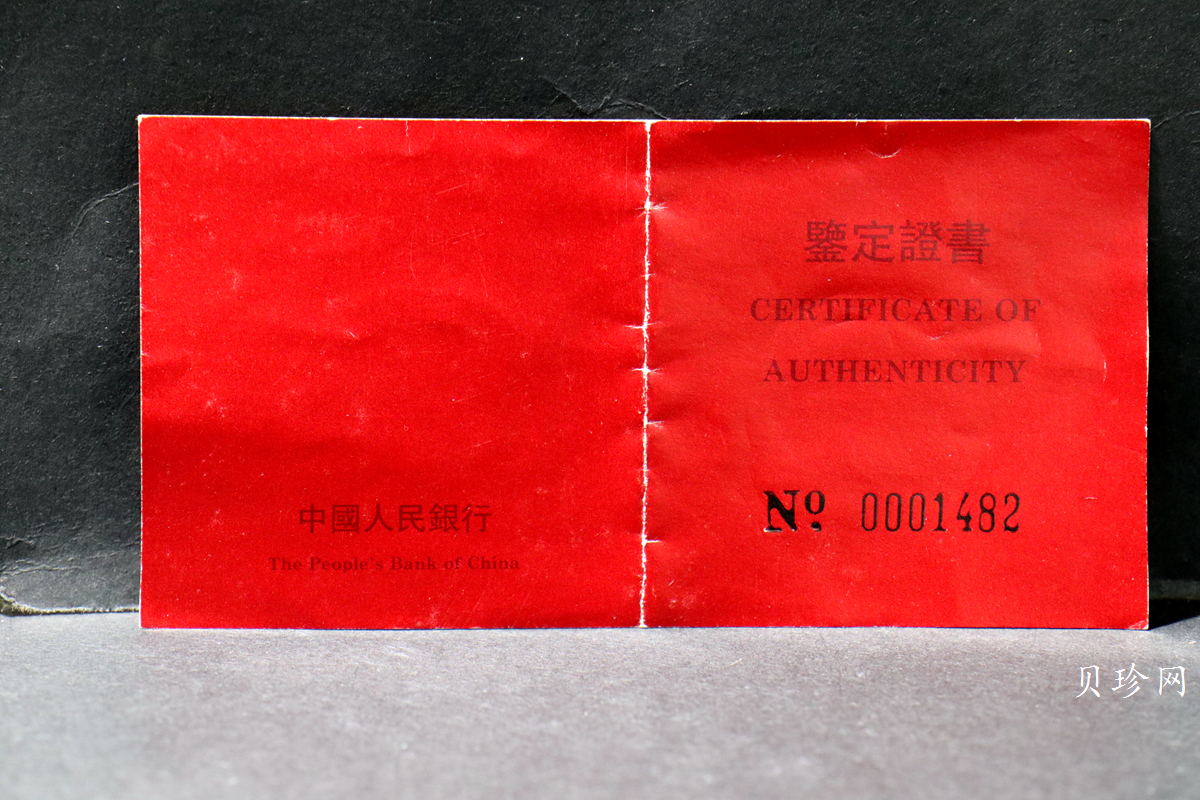 中國人民銀行
The People's Bank of China
鑒定證書
CERTIFICATE OF
AUTHENTICITY
Nº 0001482
贝珍网